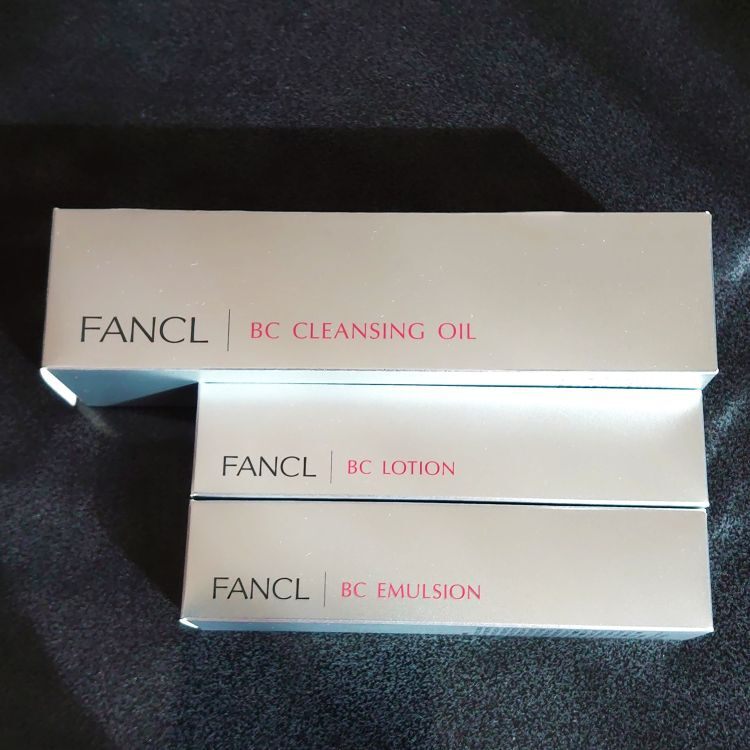 FANCL | BC CLEANSING OIL
FANCL | BC LOTION
FANCL | BC EMULSION